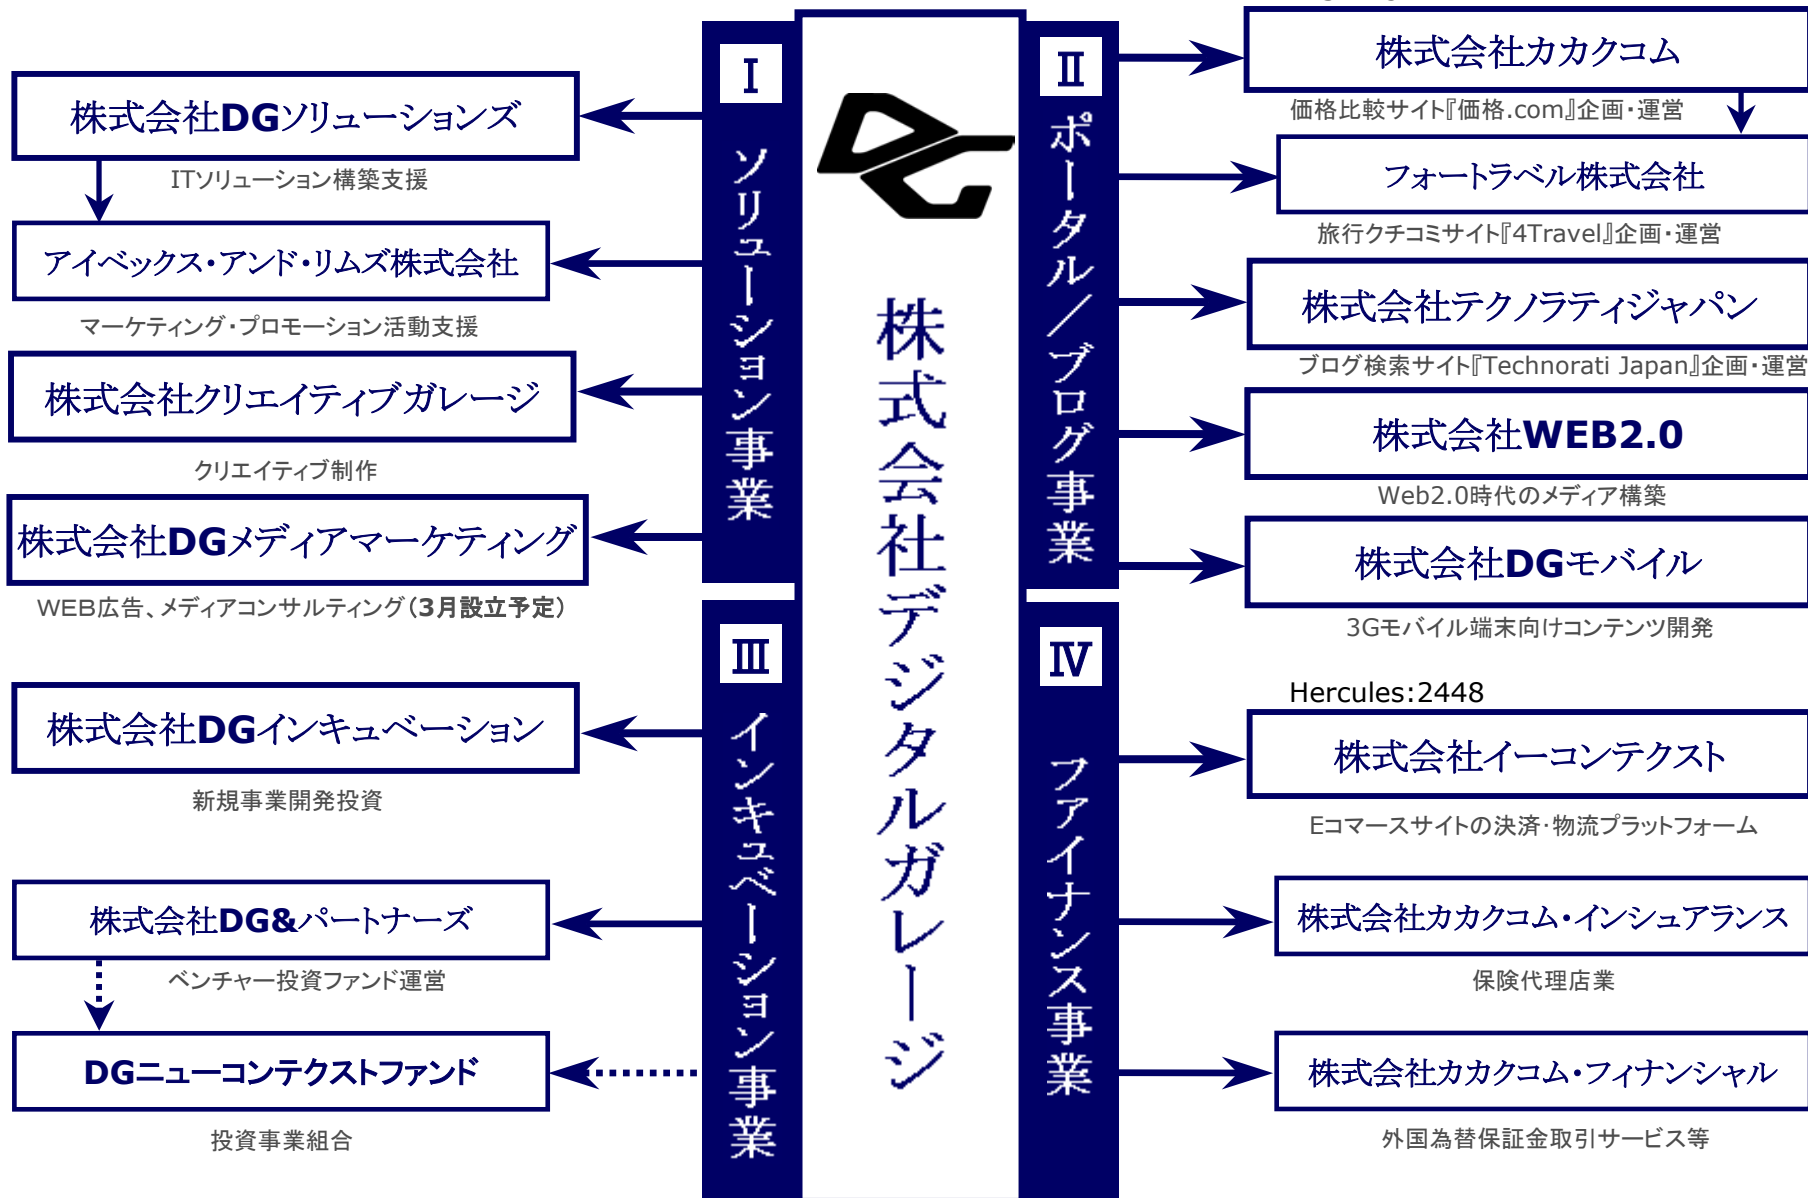 Ⅰ
ソリューション事業
株式会社DGソリューションズ
ITソリューション構築支援
アイベックス・アンド・リムズ株式会社
マーケティング・プロモーション活動支援
株式会社クリエイティブガレージ
クリエイティブ制作
株式会社DGメディアマーケティング
WEB広告、メディアコンサルティング(3月設立予定)
Ⅲ
インキュベーション事業
株式会社DGインキュベーション
新規事業開発投資
株式会社DG&パートナーズ
ベンチャー投資ファンド運営
DGニューコンテクストファンド
投資事業組合
DG
株式会社デジタルガレージ
Ⅱ
ポータル/ブログ事業
株式会社カカクコム
価格比較サイト『価格.com』企画・運営
フォートラベル株式会社
旅行クチコミサイト『4Travel』企画・運営
株式会社テクノラティジャパン
ブログ検索サイト『Technorati Japan』企画・運営
株式会社WEB2.0
Web2.0時代のメディア構築
株式会社DGモバイル
3Gモバイル端末向けコンテンツ開発
Ⅳ
ファイナンス事業
Hercules:2448
株式会社イーコンテクスト
Eコマースサイトの決済・物流プラットフォーム
株式会社カカクコム・インシュアランス
保険代理店業
株式会社カカクコム・フィナンシャル
外国為替保証金取引サービス等